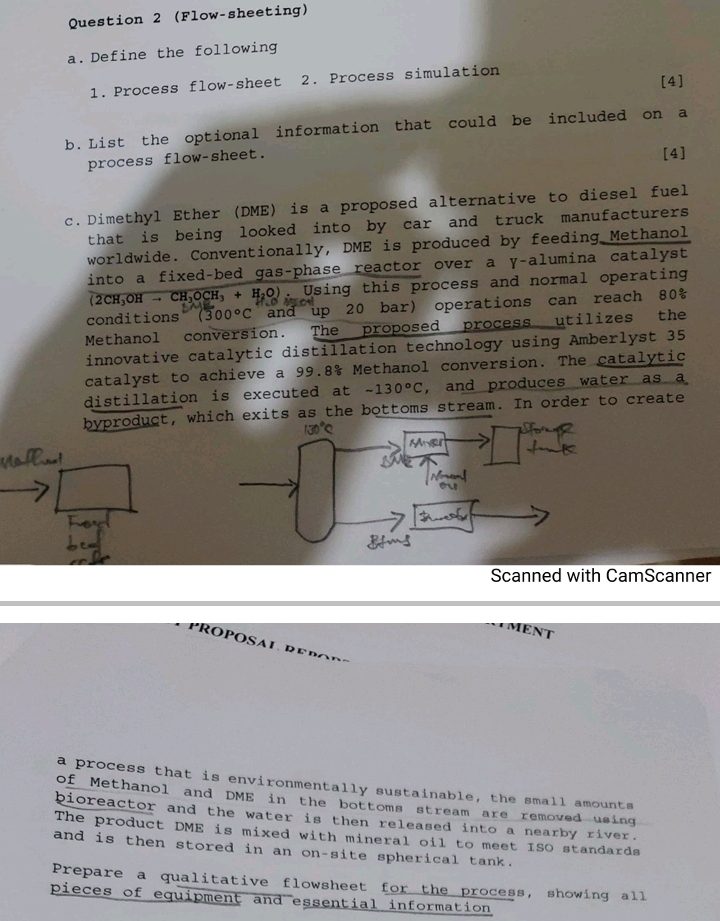 Question 2 (Flow-sheeting)
a. Define the following
1. Process flow-sheet 2. Process simulation
[4]
b. List the optional information that could be included on a
process flow-sheet.
[4]
c. Dimethyl Ether (DME) is a proposed alternative to diesel fuel
that is being looked into by car and truck manufacturers
worldwide. Conventionally, DME is produced by feeding Methanol
into a fixed-bed gas-phase reactor over a γ-alumina catalyst
(2CH₃OH → CH₃OCH₃ + H₂O). Using this process and normal operating
DME H₂O
conditions (300°C and up 20 bar) operations can reach 80%
Methanol conversion. The proposed process utilizes the
innovative catalytic distillation technology using Amberlyst 35
catalyst to achieve a 99.8% Methanol conversion. The catalytic
distillation is executed at ~130°C, and produces water as a
byproduct, which exits as the bottoms stream. In order to create
130°C
Mixer
Storage
tank
Methanol
DME
Mineral
oil
Fixed
bed
Btms
Scanned with CamScanner
PROPOSAL
a process that is environmentally sustainable, the small amounts
of Methanol and DME in the bottoms stream are removed using
bioreactor and the water is then released into a nearby river.
The product DME is mixed with mineral oil to meet ISO standards
and is then stored in an on-site spherical tank.
Prepare a qualitative flowsheet for the process, showing all
pieces of equipment and essential information